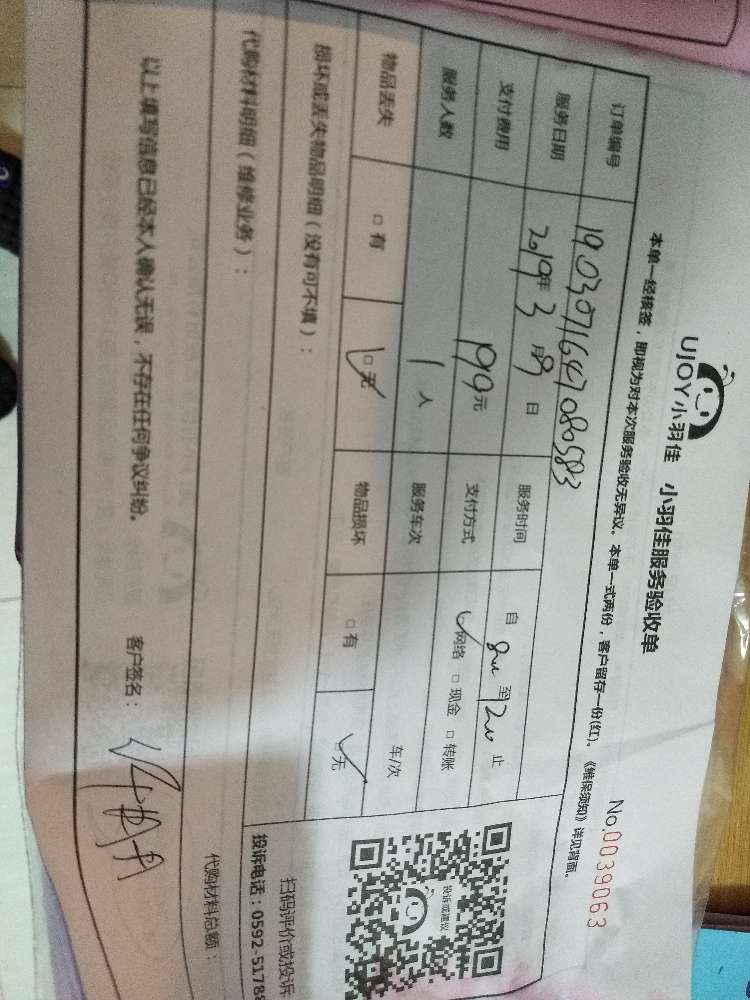 UJOY小羽佳 小羽佳服务验收单
No.0039063
本单一经核签，即视为对本次服务验收无异议。本单一式两份，客户留存一份(红)。《维保须知》详见背面。
订单编号 190307164708058３
服务日期 2019年3月9日 服务时间 自 至 止
支付费用 199元 支付方式 网络 □现金 □转账
服务人数 1人 服务车次 车/次
物品丢失 □有 □无 物品损坏 □有 □无
损坏或丢失物品明细（没有可不填）：
投诉或建议
扫码评价或投诉
投诉电话：0592-5178
代购材料明细（维修业务）：
代购材料总额：
以上填写信息已经本人确认无误，不存在任何争议纠纷。
客户签名：